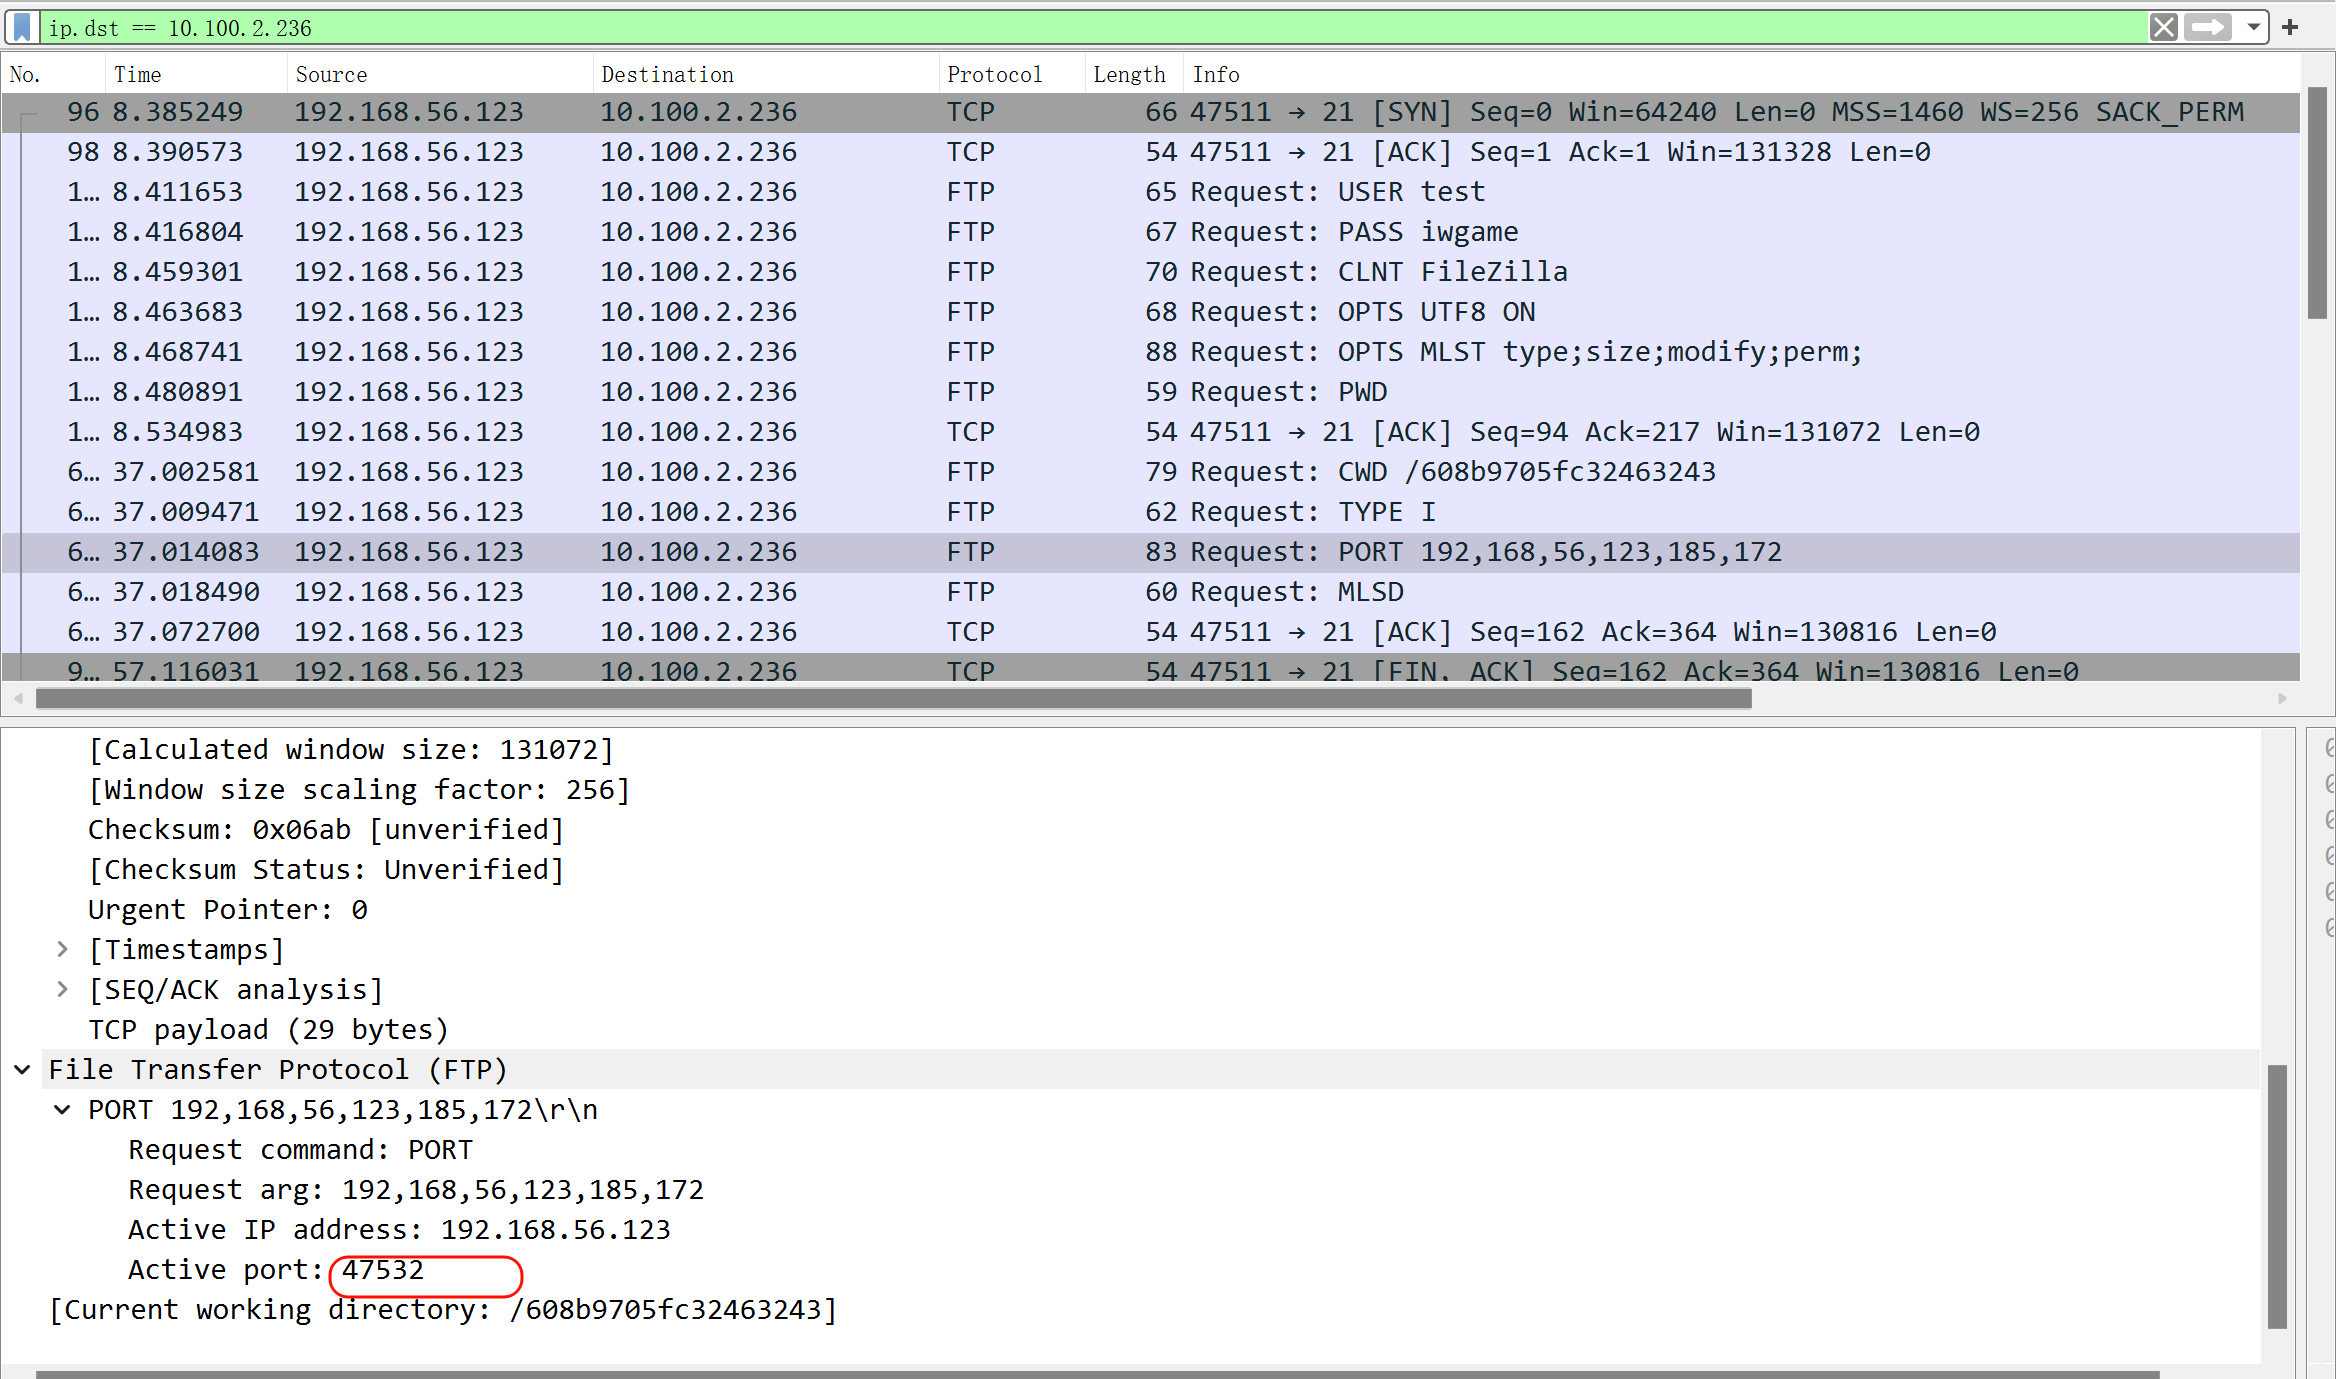 ip.dst == 10.100.2.236
No. Time Source Destination Protocol Length Info
96 8.385249 192.168.56.123 10.100.2.236 TCP 66 47511 → 21 [SYN] Seq=0 Win=64240 Len=0 MSS=1460 WS=256 SACK_PERM
98 8.390573 192.168.56.123 10.100.2.236 TCP 54 47511 → 21 [ACK] Seq=1 Ack=1 Win=131328 Len=0
1… 8.411653 192.168.56.123 10.100.2.236 FTP 65 Request: USER test
1… 8.416804 192.168.56.123 10.100.2.236 FTP 67 Request: PASS iwgame
1… 8.459301 192.168.56.123 10.100.2.236 FTP 70 Request: CLNT FileZilla
1… 8.463683 192.168.56.123 10.100.2.236 FTP 68 Request: OPTS UTF8 ON
1… 8.468741 192.168.56.123 10.100.2.236 FTP 88 Request: OPTS MLST type;size;modify;perm;
1… 8.480891 192.168.56.123 10.100.2.236 FTP 59 Request: PWD
1… 8.534983 192.168.56.123 10.100.2.236 TCP 54 47511 → 21 [ACK] Seq=94 Ack=217 Win=131072 Len=0
6… 37.002581 192.168.56.123 10.100.2.236 FTP 79 Request: CWD /608b9705fc32463243
6… 37.009471 192.168.56.123 10.100.2.236 FTP 62 Request: TYPE I
6… 37.014083 192.168.56.123 10.100.2.236 FTP 83 Request: PORT 192,168,56,123,185,172
6… 37.018490 192.168.56.123 10.100.2.236 FTP 60 Request: MLSD
6… 37.072700 192.168.56.123 10.100.2.236 TCP 54 47511 → 21 [ACK] Seq=162 Ack=364 Win=130816 Len=0
9… 57.116031 192.168.56.123 10.100.2.236 TCP 54 47511 → 21 [FIN, ACK] Seq=162 Ack=364 Win=130816 Len=0
[Calculated window size: 131072]
[Window size scaling factor: 256]
Checksum: 0x06ab [unverified]
[Checksum Status: Unverified]
Urgent Pointer: 0
[Timestamps]
[SEQ/ACK analysis]
TCP payload (29 bytes)
File Transfer Protocol (FTP)
PORT 192,168,56,123,185,172\r\n
Request command: PORT
Request arg: 192,168,56,123,185,172
Active IP address: 192.168.56.123
Active port: 47532
[Current working directory: /608b9705fc32463243]